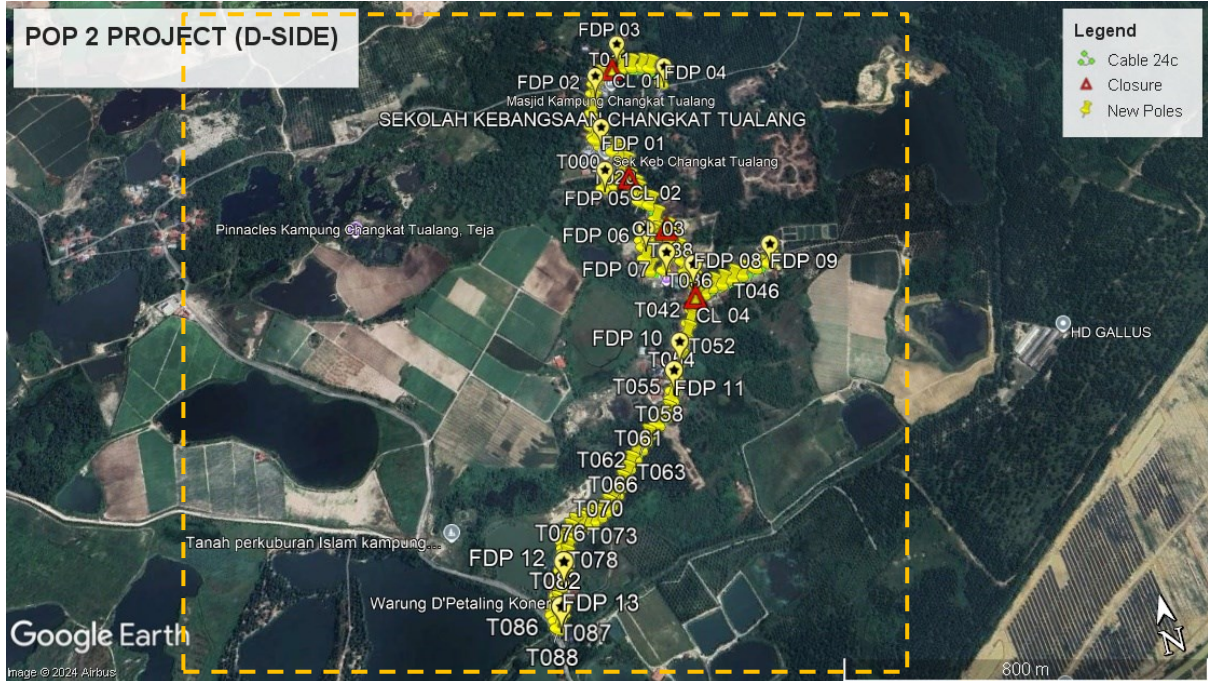 POP 2 PROJECT (D-SIDE)
Legend
Cable 24c
Closure
New Poles
FDP 03
T011
FDP 02
CL 01
FDP 04
Masjid Kampung Changkat Tualang
SEKOLAH KEBANGSAAN CHANGKAT TUALANG
FDP 01
T000
Sek Keb Changkat Tualang
FDP 05
CL 02
Pinnacles Kampung Changkat Tualang, Teja
FDP 06
CL 03
FDP 07
FDP 08
FDP 09
T036
T046
T042
CL 04
HD GALLUS
FDP 10
T052
T055
FDP 11
T058
T061
T062
T063
T066
T070
T076
T073
Tanah perkuburan Islam kampung...
FDP 12
T078
T082
Warung D'Petaling Koner
FDP 13
T086
T087
T088
Google Earth
Image © 2024 Airbus
800 m
N